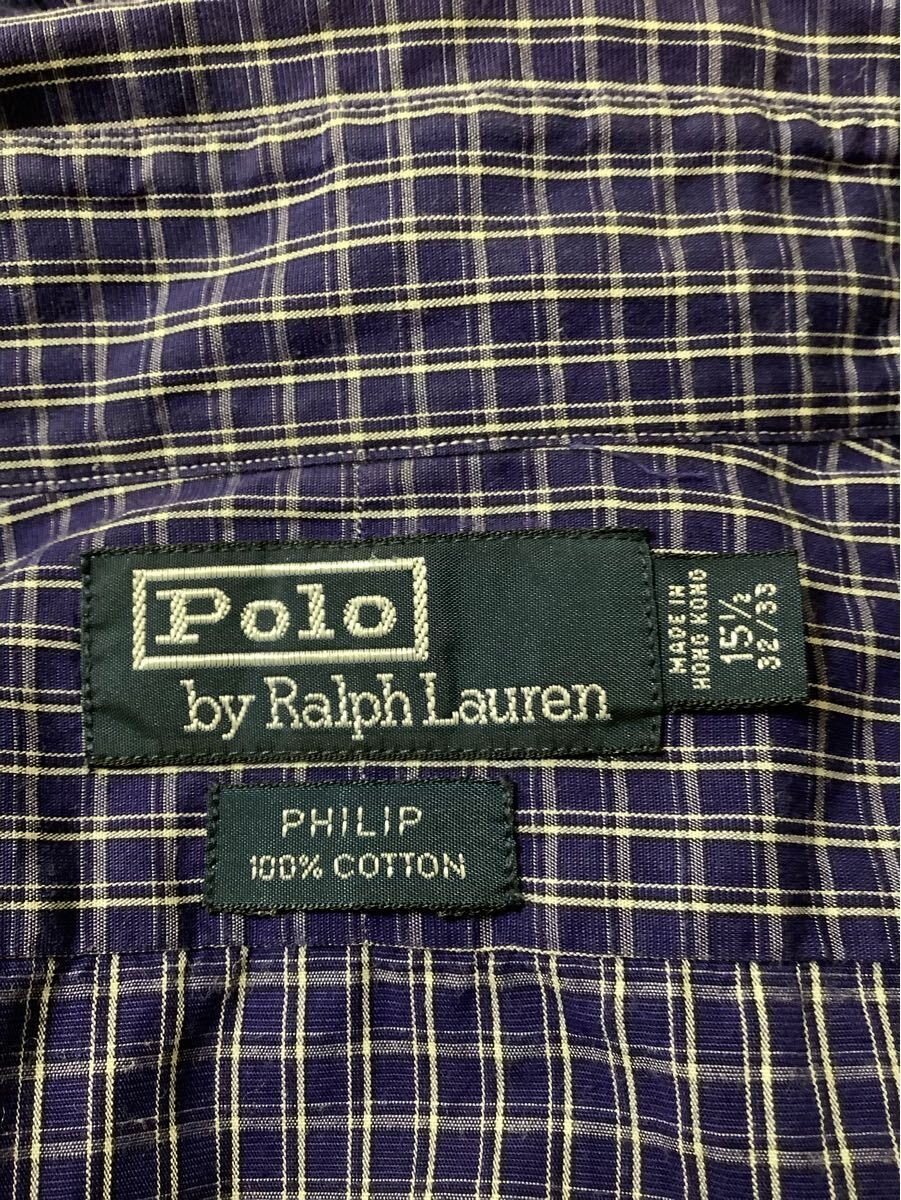 Polo
by Ralph Lauren
MADE IN
HONG KONG
15½
32/33
PHILIP
100% COTTON